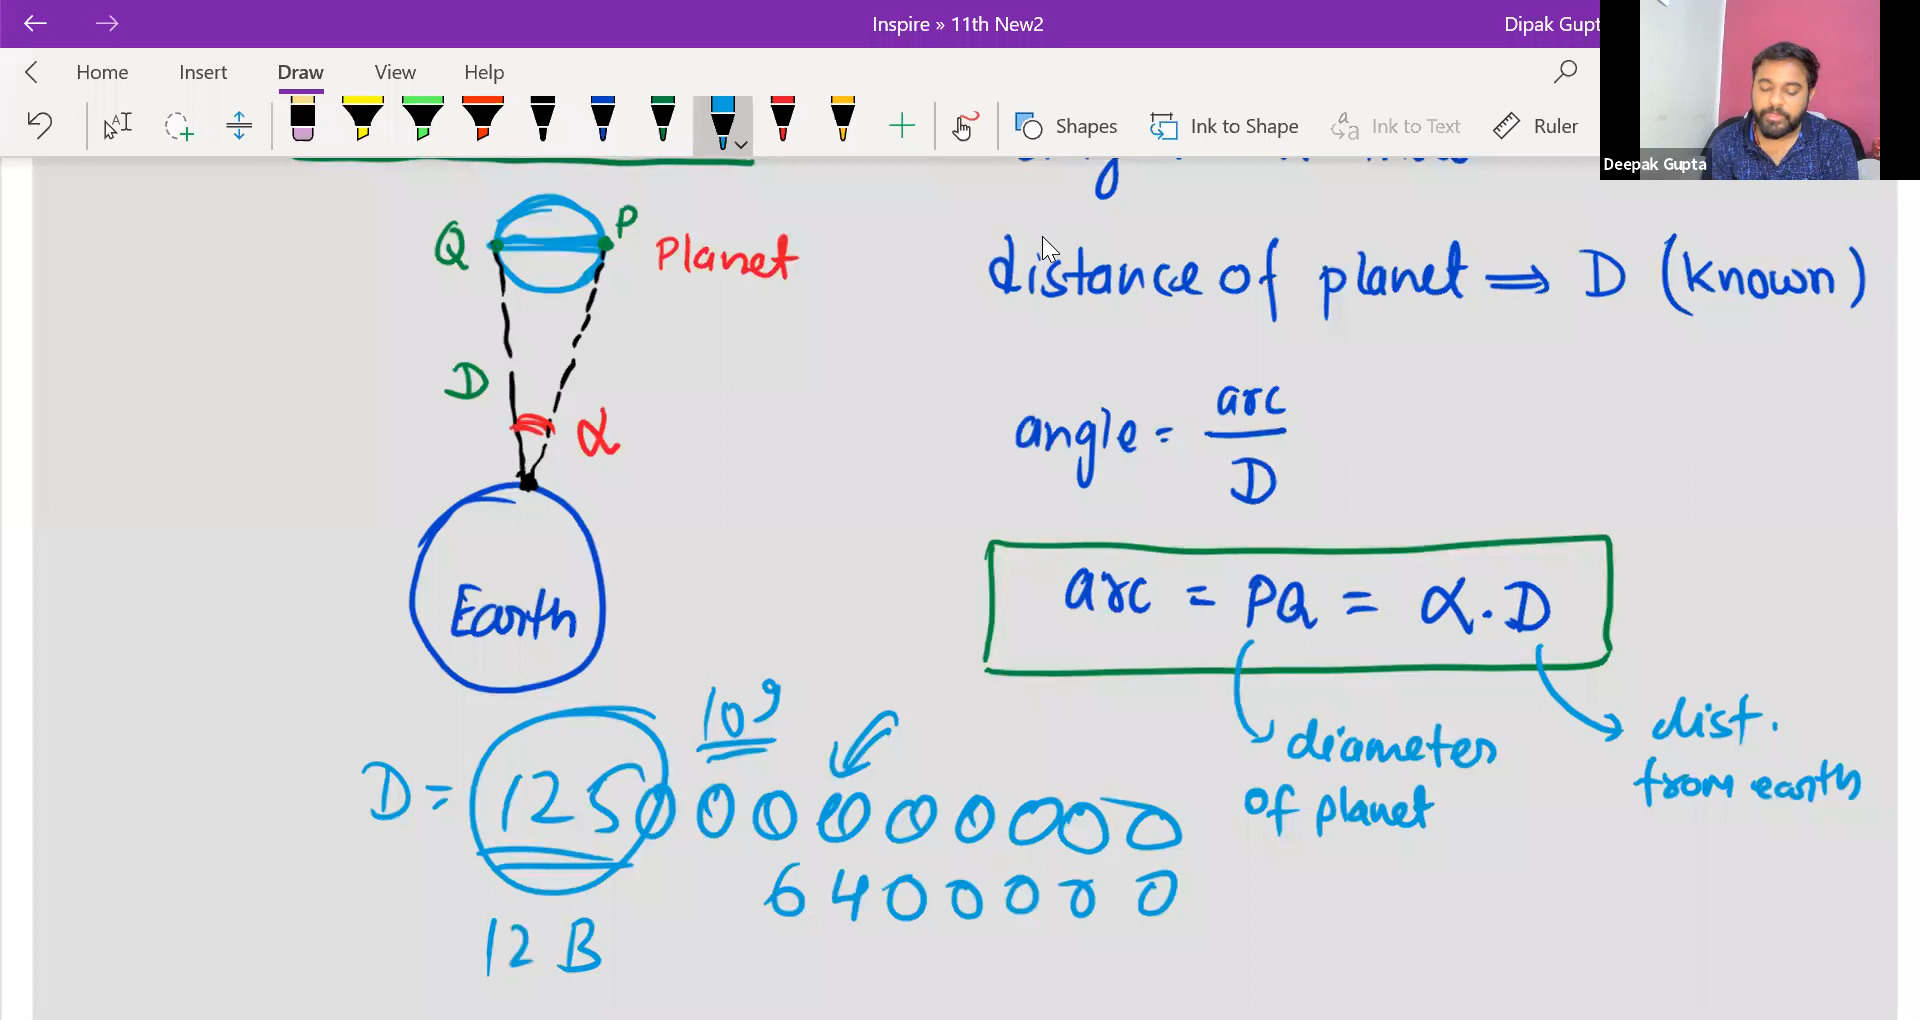 Inspire » 11th New2
Dipak Gupt
Home Insert Draw View Help
Shapes Ink to Shape Ink to Text Ruler
Deepak Gupta
Q P Planet
distance of planet ⇒ D (known)
D α
angle = arc / D
Earth
arc = PQ = α . D
10⁹
diameter of planet
dist. from earth
D = 125000000000
6400000
12 B